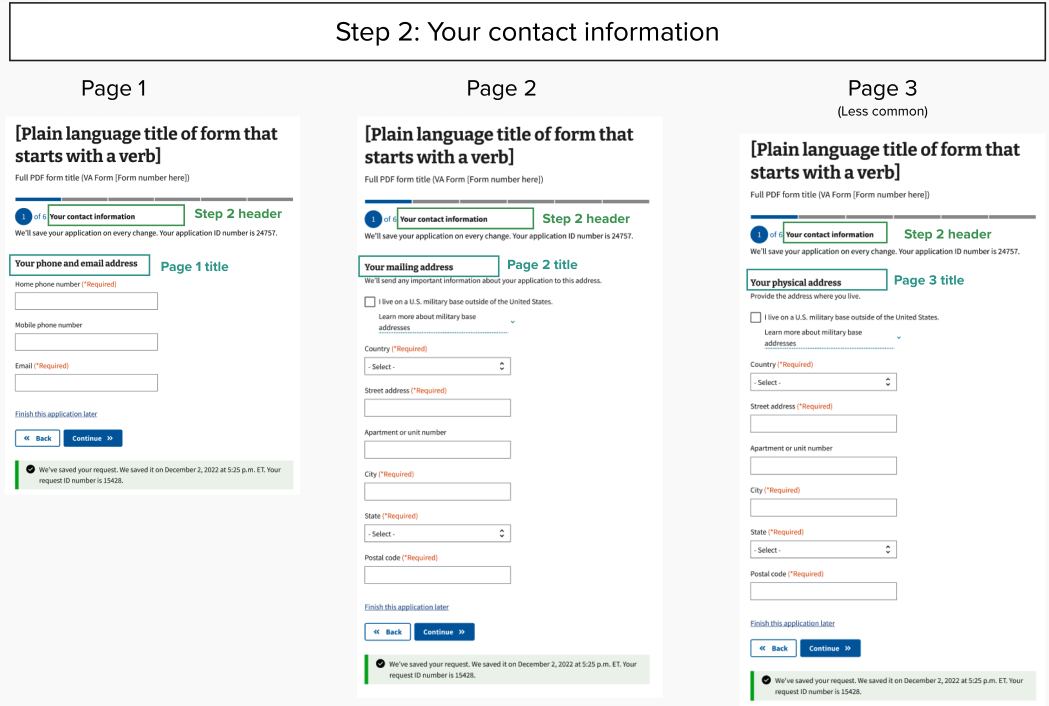 Step 2: Your contact information
Page 1
[Plain language title of form that
starts with a verb]
Full PDF form title (VA Form [Form number here])
1 of 6 Your contact information
Step 2 header
We'll save your application on every change. Your application ID number is 24757.
Your phone and email address
Page 1 title
Home phone number (*Required)
Mobile phone number
Email (*Required)
Finish this application later
« Back
Continue »
We've saved your request. We saved it on December 2, 2022 at 5:25 p.m. ET. Your
request ID number is 15428.
Page 2
[Plain language title of form that
starts with a verb]
Full PDF form title (VA Form [Form number here])
1 of 6 Your contact information
Step 2 header
We'll save your application on every change. Your application ID number is 24757.
Your mailing address
Page 2 title
We'll send any important information about your application to this address.
I live on a U.S. military base outside of the United States.
Learn more about military base
addresses
Country (*Required)
- Select -
Street address (*Required)
Apartment or unit number
City (*Required)
State (*Required)
- Select -
Postal code (*Required)
Finish this application later
« Back
Continue »
We've saved your request. We saved it on December 2, 2022 at 5:25 p.m. ET. Your
request ID number is 15428.
Page 3
(Less common)
[Plain language title of form that
starts with a verb]
Full PDF form title (VA Form [Form number here])
1 of 6 Your contact information
Step 2 header
We'll save your application on every change. Your application ID number is 24757.
Your physical address
Page 3 title
Provide the address where you live.
I live on a U.S. military base outside of the United States.
Learn more about military base
addresses
Country (*Required)
- Select -
Street address (*Required)
Apartment or unit number
City (*Required)
State (*Required)
- Select -
Postal code (*Required)
Finish this application later
« Back
Continue »
We've saved your request. We saved it on December 2, 2022 at 5:25 p.m. ET. Your
request ID number is 15428.